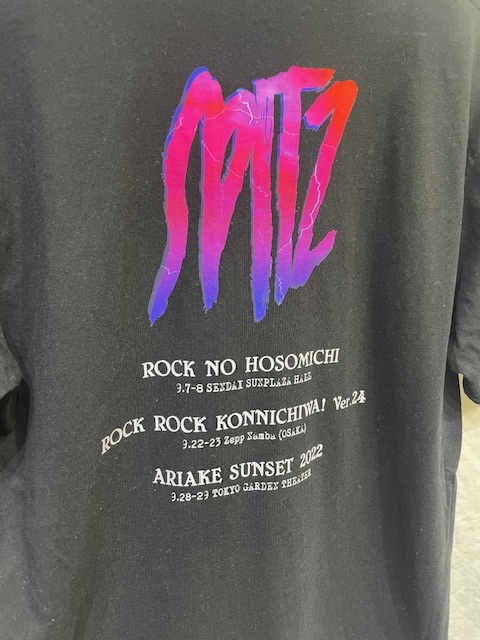 SPITZ
ROCK NO HOSOMICHI
9.7-8 SENDAI SUNPLAZA HALL
ROCK ROCK KONNICHIWA! Ver.24
9.22-23 Zepp Namba (OSAKA)
ARIAKE SUNSET 2022
9.28-29 TOKYO GARDEN THEATER